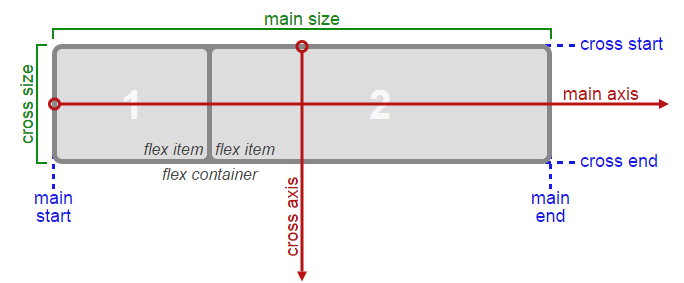 main size
cross start
cross size
1
2
main axis
flex item
flex item
cross end
flex container
cross axis
main
start
main
end